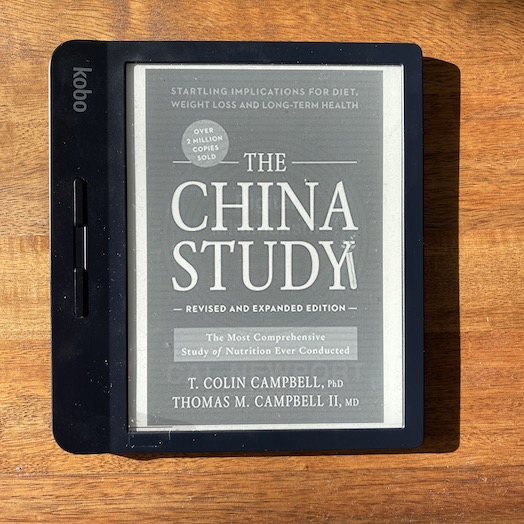 kobo
STARTLING IMPLICATIONS FOR DIET,
WEIGHT LOSS AND LONG-TERM HEALTH
OVER
2 MILLION
COPIES
SOLD
THE
CHINA
STUDY
REVISED AND EXPANDED EDITION
The Most Comprehensive
Study of Nutrition Ever Conducted
T. COLIN CAMPBELL, PhD
THOMAS M. CAMPBELL II, MD